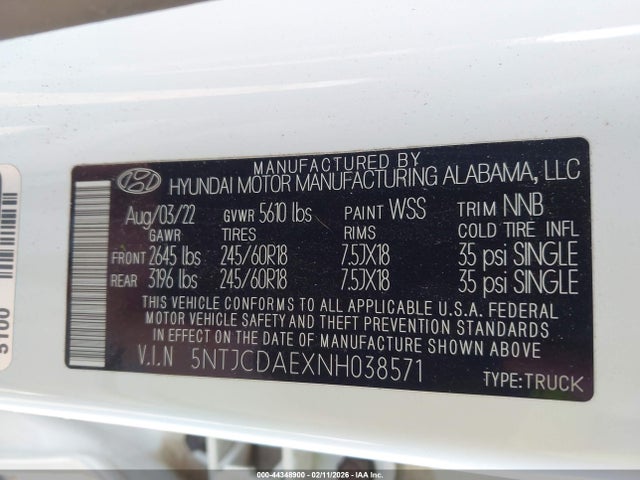 MANUFACTURED BY
HYUNDAI MOTOR MANUFACTURING ALABAMA, LLC
Aug/03/22 GVWR 5610 lbs PAINT WSS TRIM NNB
GAWR TIRES RIMS COLD TIRE INFL
FRONT 2645 lbs 245/60R18 7.5JX18 35 psi SINGLE
REAR 3196 lbs 245/60R18 7.5JX18 35 psi SINGLE
THIS VEHICLE CONFORMS TO ALL APPLICABLE U.S.A. FEDERAL
MOTOR VEHICLE SAFETY AND THEFT PREVENTION STANDARDS
IN EFFECT ON THE DATE OF MANUFACTURE SHOWN ABOVE.
V.I.N 5NTJCDAEXNH038571
TYPE:TRUCK
000-44348900 - 02/11/2026 - IAA Inc.